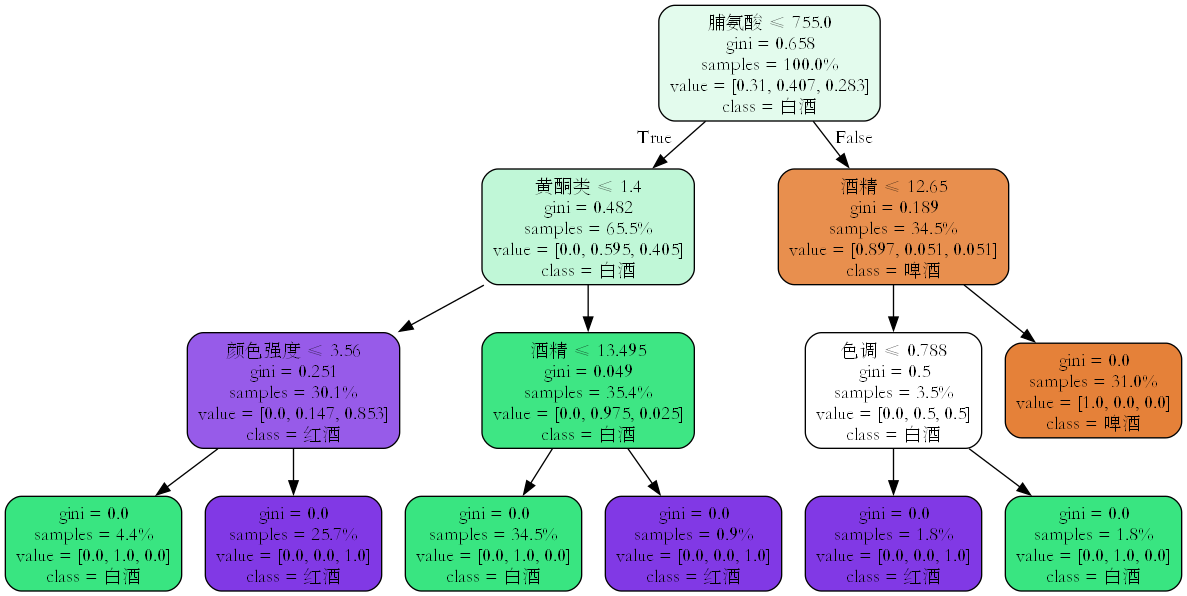 脯氨酸 ≤ 755.0
gini = 0.658
samples = 100.0%
value = [0.31, 0.407, 0.283]
class = 白酒
True
False
黄酮类 ≤ 1.4
gini = 0.482
samples = 65.5%
value = [0.0, 0.595, 0.405]
class = 白酒
酒精 ≤ 12.65
gini = 0.189
samples = 34.5%
value = [0.897, 0.051, 0.051]
class = 啤酒
颜色强度 ≤ 3.56
gini = 0.251
samples = 30.1%
value = [0.0, 0.147, 0.853]
class = 红酒
酒精 ≤ 13.495
gini = 0.049
samples = 35.4%
value = [0.0, 0.975, 0.025]
class = 白酒
色调 ≤ 0.788
gini = 0.5
samples = 3.5%
value = [0.0, 0.5, 0.5]
class = 白酒
gini = 0.0
samples = 31.0%
value = [1.0, 0.0, 0.0]
class = 啤酒
gini = 0.0
samples = 4.4%
value = [0.0, 1.0, 0.0]
class = 白酒
gini = 0.0
samples = 25.7%
value = [0.0, 0.0, 1.0]
class = 红酒
gini = 0.0
samples = 34.5%
value = [0.0, 1.0, 0.0]
class = 白酒
gini = 0.0
samples = 0.9%
value = [0.0, 0.0, 1.0]
class = 红酒
gini = 0.0
samples = 1.8%
value = [0.0, 0.0, 1.0]
class = 红酒
gini = 0.0
samples = 1.8%
value = [0.0, 1.0, 0.0]
class = 白酒